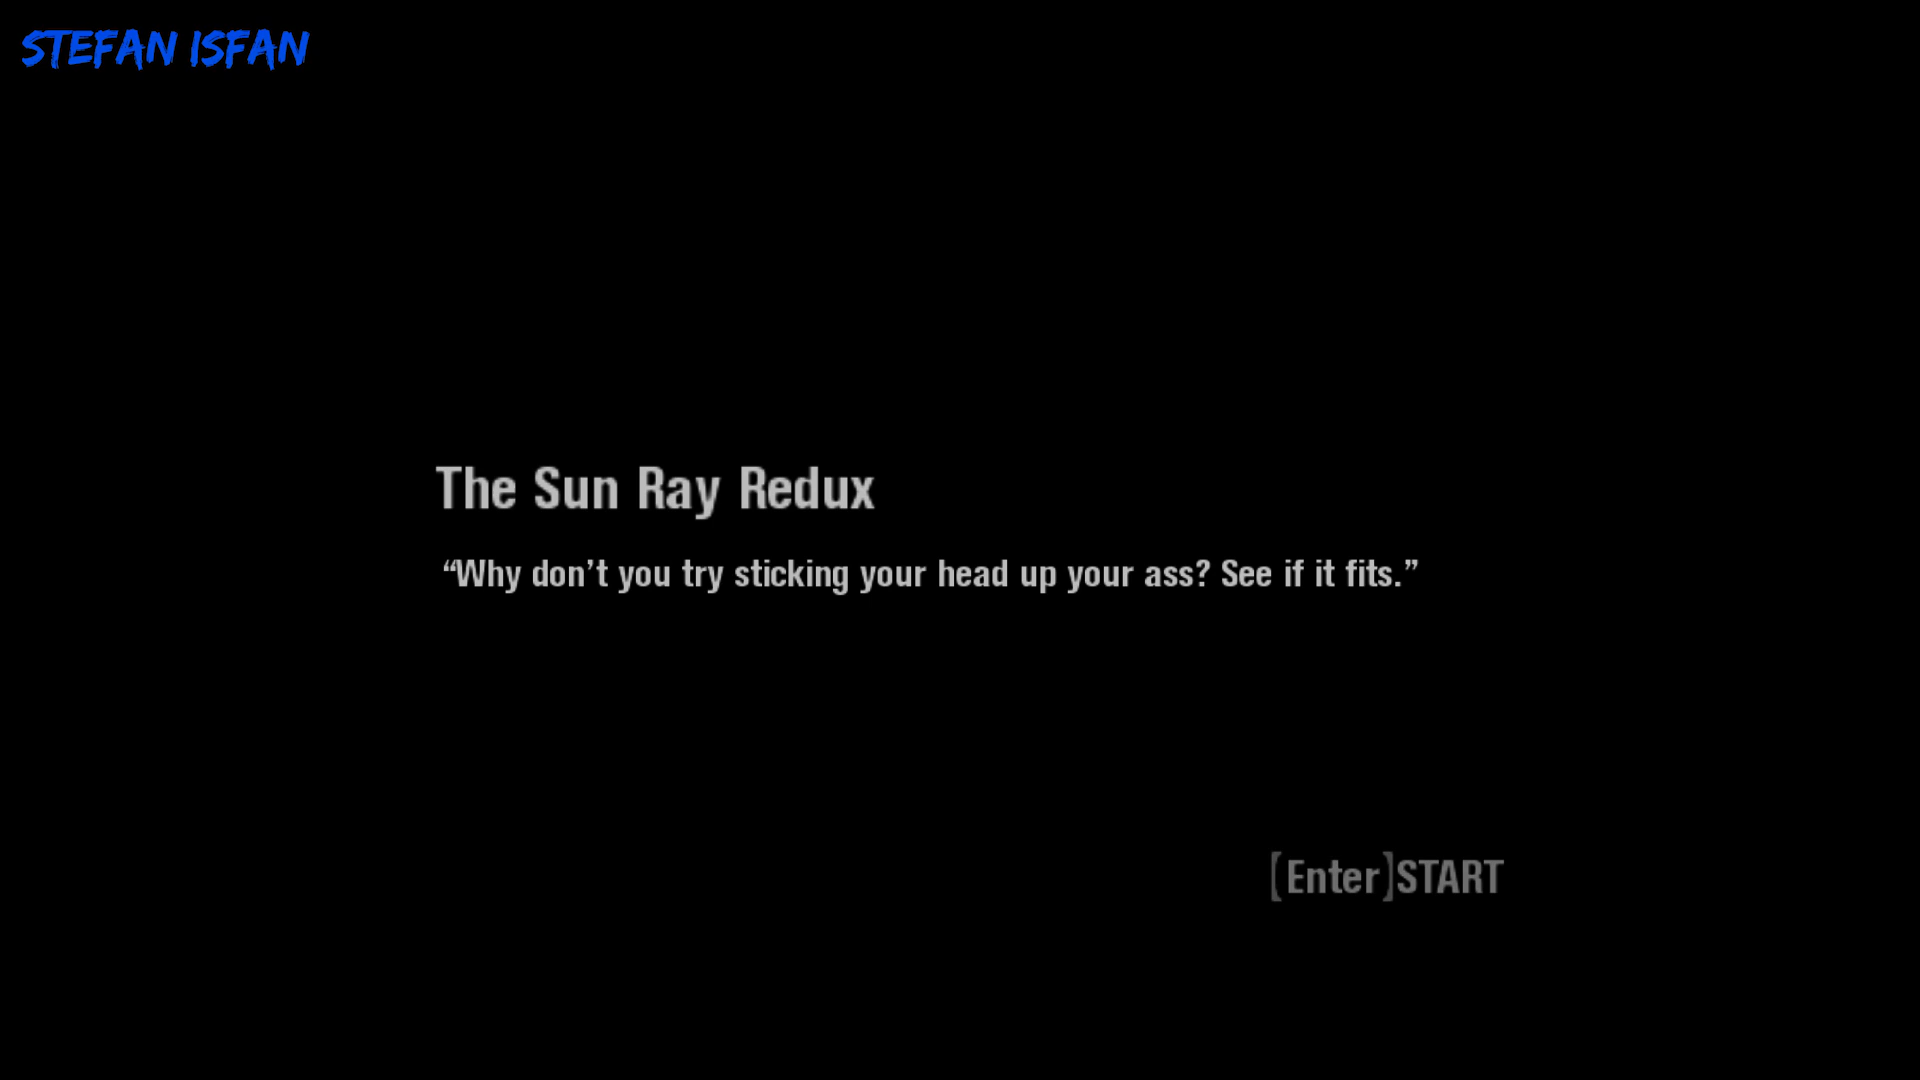 STEFAN ISFAN
The Sun Ray Redux
“Why don’t you try sticking your head up your ass? See if it fits.”
[Enter]START